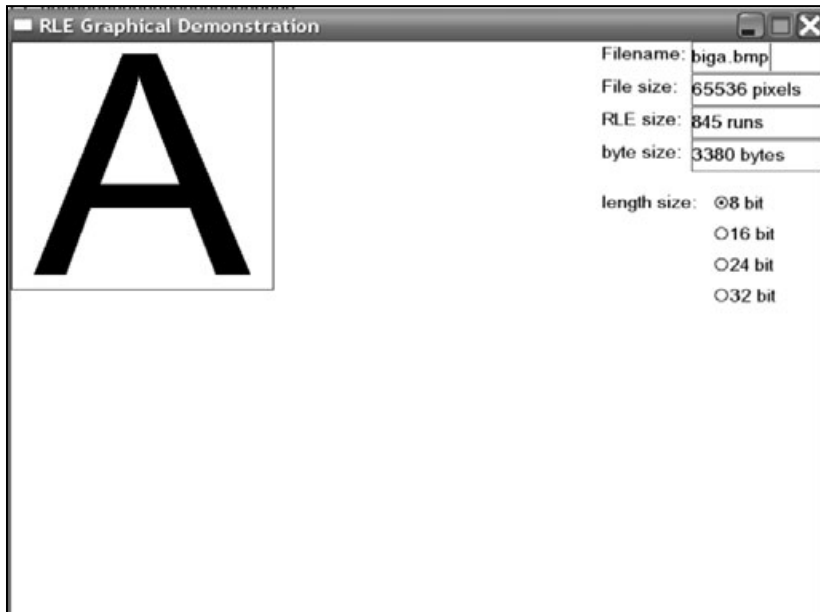 RLE Graphical Demonstration
A
Filename: biga.bmp
File size: 65536 pixels
RLE size: 845 runs
byte size: 3380 bytes
length size: 8 bit
16 bit
24 bit
32 bit